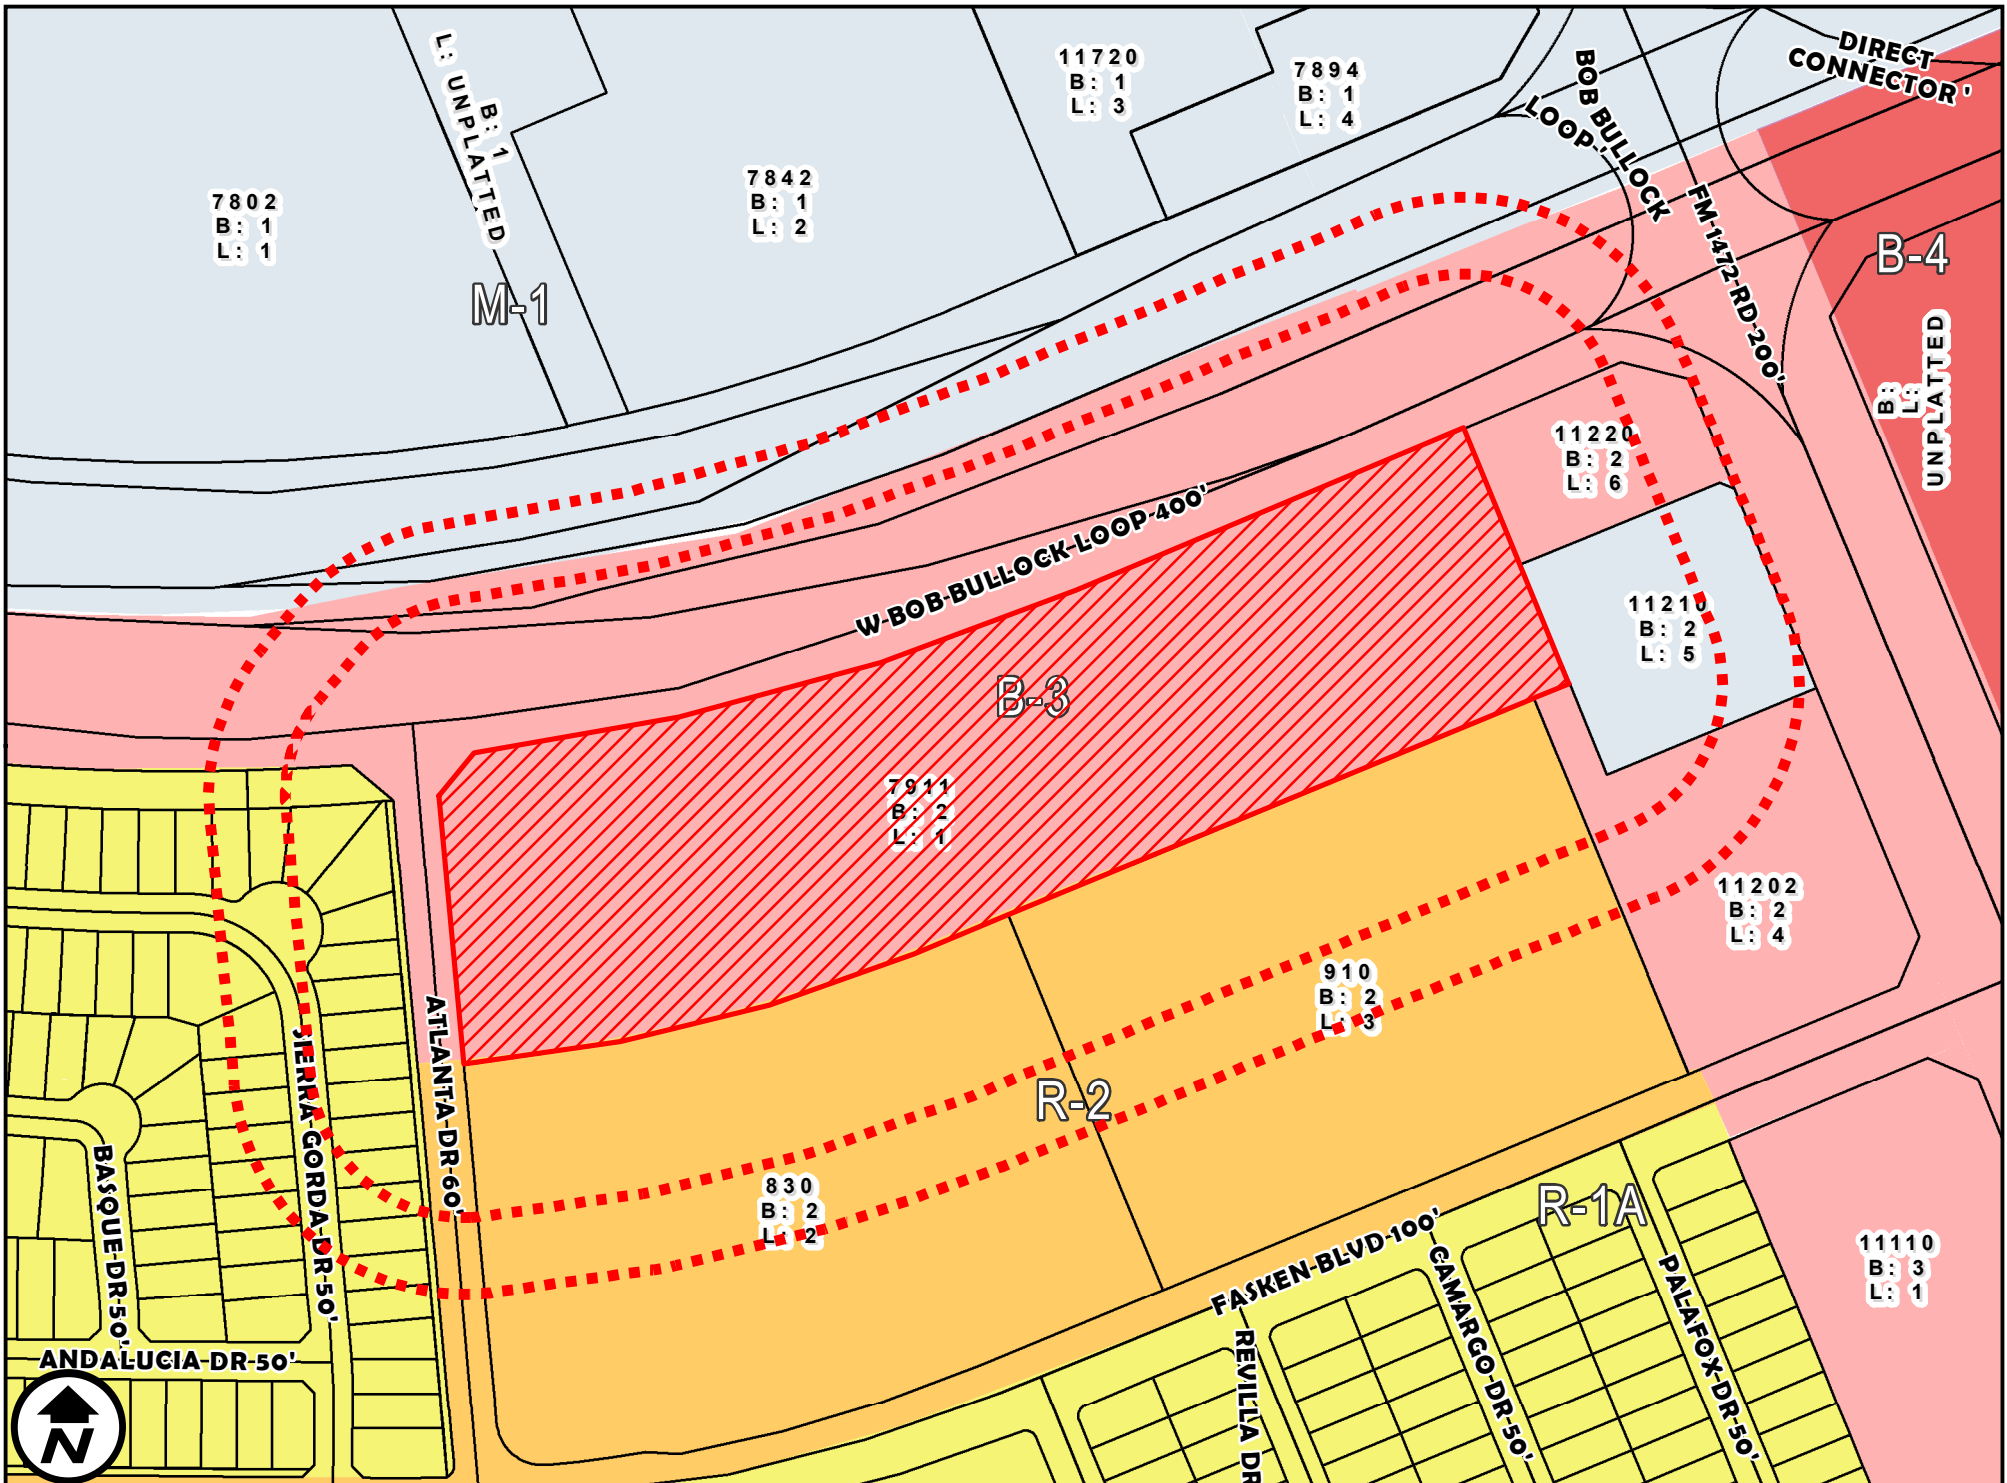 DIRECT
CONNECTOR '
11720
B: 1
L: 3
7894
B: 1
L: 4
BOB BULLOCK
LOOP '
B: 1
L: UNPLATTED
7802
B: 1
L: 1
7842
B: 1
L: 2
M-1
FM-1472-RD-200'
B-4
B:
L:
UNPLATTED
11220
B: 2
L: 6
W-BOB-BULLOCK-LOOP-400'
11210
B: 2
L: 5
B-3
7911
B: 2
L: 1
11202
B: 2
L: 4
910
B: 2
L: 3
ATLANTA-DR-60'
SIERRA-GORDA-DR-50'
R-2
BASQUE-DR-50'
830
B: 2
L: 2
R-1A
FASKEN-BLVD-100'
CAMARGO-DR-50'
PALAFOX-DR-50'
11110
B: 3
L: 1
REVILLA DR
ANDALUCIA-DR-50'
N